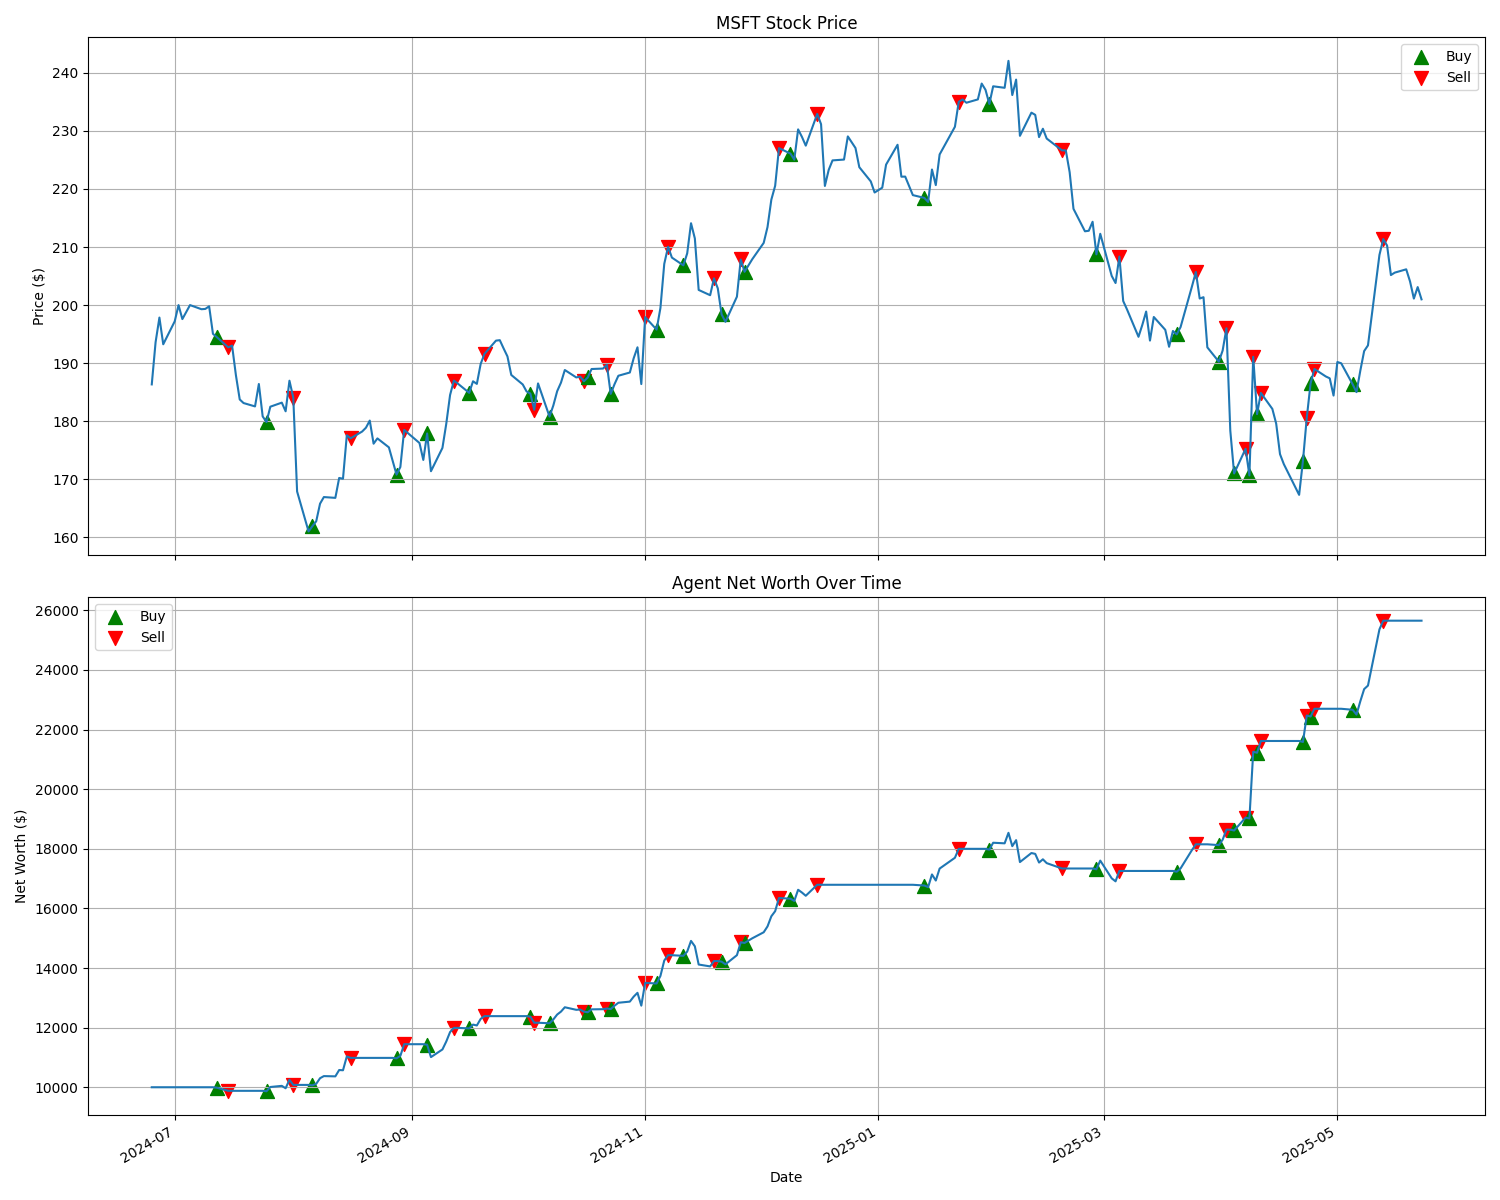 MSFT Stock Price
Buy
Sell
240
230
220
210
200
190
180
170
160
Price ($)
Agent Net Worth Over Time
Buy
Sell
26000
24000
22000
20000
18000
16000
14000
12000
10000
Net Worth ($)
2024-07
2024-09
2024-11
2025-01
2025-03
2025-05
Date